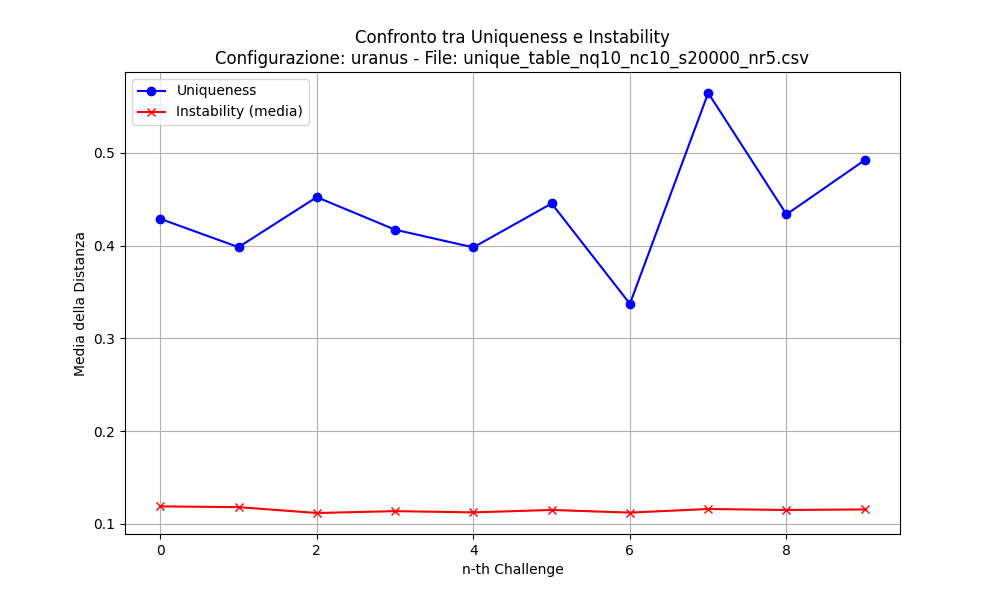 Confronto tra Uniqueness e Instability
Configurazione: uranus - File: unique_table_nq10_nc10_s20000_nr5.csv
Uniqueness
Instability (media)
0.5
0.4
0.3
0.2
0.1
Media della Distanza
0 2 4 6 8
n-th Challenge